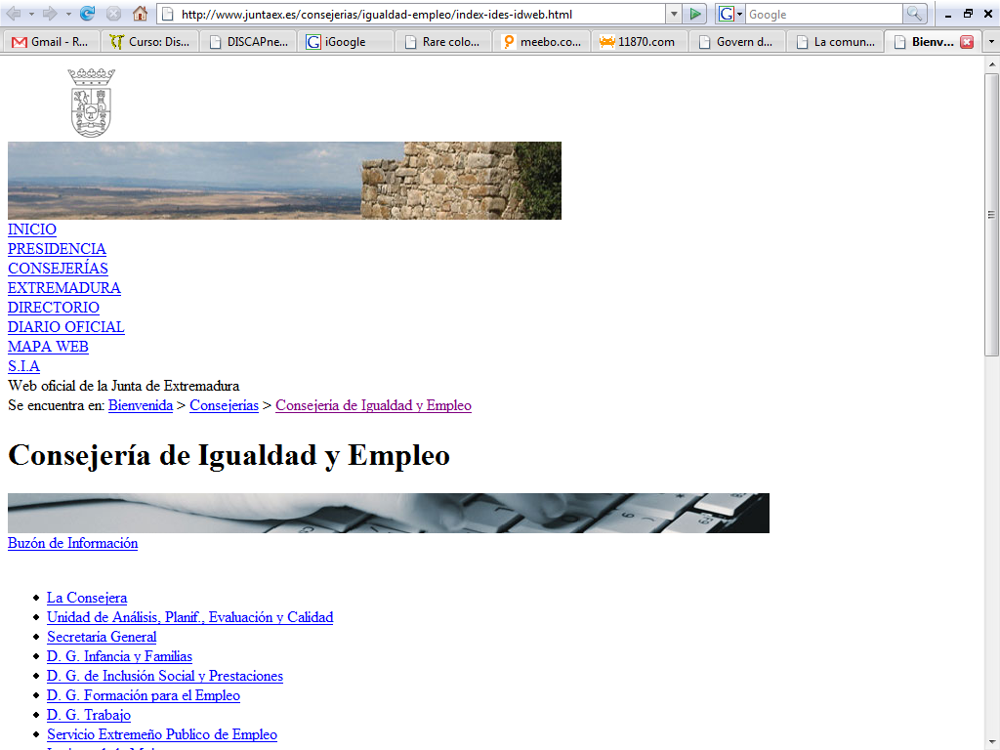 http://www.juntaex.es/consejerias/igualdad-empleo/index-ides-idweb.html
Google
Gmail - R...
Curso: Dis...
DISCAPne...
iGoogle
Rare colo...
meebo.co...
11870.com
Govern d...
La comun...
Bienv...
INICIO
PRESIDENCIA
CONSEJERÍAS
EXTREMADURA
DIRECTORIO
DIARIO OFICIAL
MAPA WEB
S.I.A
Web oficial de la Junta de Extremadura
Se encuentra en: Bienvenida > Consejerias > Consejeria de Igualdad y Empleo
Consejería de Igualdad y Empleo
Buzón de Información
La Consejera
Unidad de Análisis, Planif., Evaluación y Calidad
Secretaria General
D. G. Infancia y Familias
D. G. de Inclusión Social y Prestaciones
D. G. Formación para el Empleo
D. G. Trabajo
Servicio Extremeño Publico de Empleo